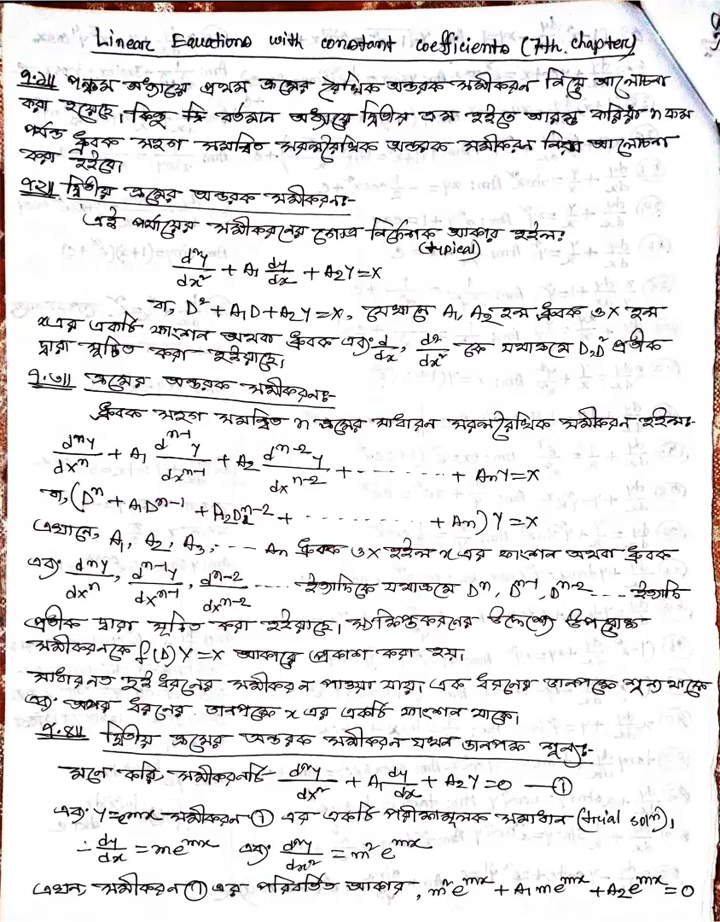 Linear Equations with constant coefficients (7th. chapter)
৭.১॥ পঞ্চম অধ্যায়ে প্রথম ক্রমের রৈখিক অন্তরক সমীকরণ নিয়ে আলোচনা
করা হয়েছে। কিন্তু বর্তমান অধ্যায়ে দ্বিতীয় ক্রম হইতে আরম্ভ করিয়া n ক্রম
পর্যন্ত ধ্রুবক সহগ সমন্বিত সরলরৈখিক অন্তরক সমীকরণ নিয়া আলোচনা
করা হইবে।
৭.২॥ দ্বিতীয় ক্রমের অন্তরক সমীকরণঃ-
এই পর্যায়ের সমীকরণের নির্দেশক আকার হইলঃ
(typical)
d²y/dx² + A₁ dy/dx + A₂Y = X
বা, D² + A₁D + A₂Y = X, যেখানে A₁, A₂ হল ধ্রুবক ও X হল
x এর একটি ফাংশন অথবা ধ্রুবক এবং d/dx, d²/dx² কে যথাক্রমে D, D² প্রতীক
দ্বারা সূচিত করা হইয়াছে।
৭.৩॥ ক্রমের অন্তরক সমীকরণঃ-
ধ্রুবক সহগ সমন্বিত n ক্রমের সাধারন সরলরৈখিক সমীকরণ হইলঃ-
dⁿy/dxⁿ + A₁ dⁿ⁻¹y/dxⁿ⁻¹ + A₂ dⁿ⁻²y/dxⁿ⁻² + ........ + AₙY = X
বা, (Dⁿ + A₁Dⁿ⁻¹ + A₂Dⁿ⁻² + ........ + Aₙ) Y = X
এখানে, A₁, A₂, A₃, .... Aₙ ধ্রুবক ও X হইল x এর ফাংশন অথবা ধ্রুবক
এবং dⁿy/dxⁿ, dⁿ⁻¹y/dxⁿ⁻¹, dⁿ⁻²/dxⁿ⁻² .... ইত্যাদিকে যথাক্রমে Dⁿ, Dⁿ⁻¹, Dⁿ⁻² .... ইত্যাদি
প্রতীক দ্বারা সূচিত করা হইয়াছে। সংক্ষিপ্তকরণের উদ্দেশ্যে উপরোক্ত
সমীকরনকে f(D)Y = X আকারে প্রকাশ করা হয়।
সাধারনত দুই ধরনের সমীকরন পাওয়া যায়। এক ধরনের ডানপক্ষে শূন্য থাকে
এবং অপর ধরনের ডানপক্ষে x এর একটি ফাংশন থাকে।
৭.৪॥ দ্বিতীয় ক্রমের অন্তরক সমীকরন যখন ডানপক্ষ শূন্যঃ-
মনে করি, সমীকরণটি d²y/dx² + A₁ dy/dx + A₂Y = 0 — ①
এবং Y = eᵐˣ সমীকরন ① এর একটি পরীক্ষামূলক সমাধান (trial solⁿ)।
∴ dy/dx = meᵐˣ এবং d²y/dx² = m²eᵐˣ
এখন সমীকরন ① এর পরিবর্তিত আকার, m²eᵐˣ + A₁meᵐˣ + A₂eᵐˣ = 0